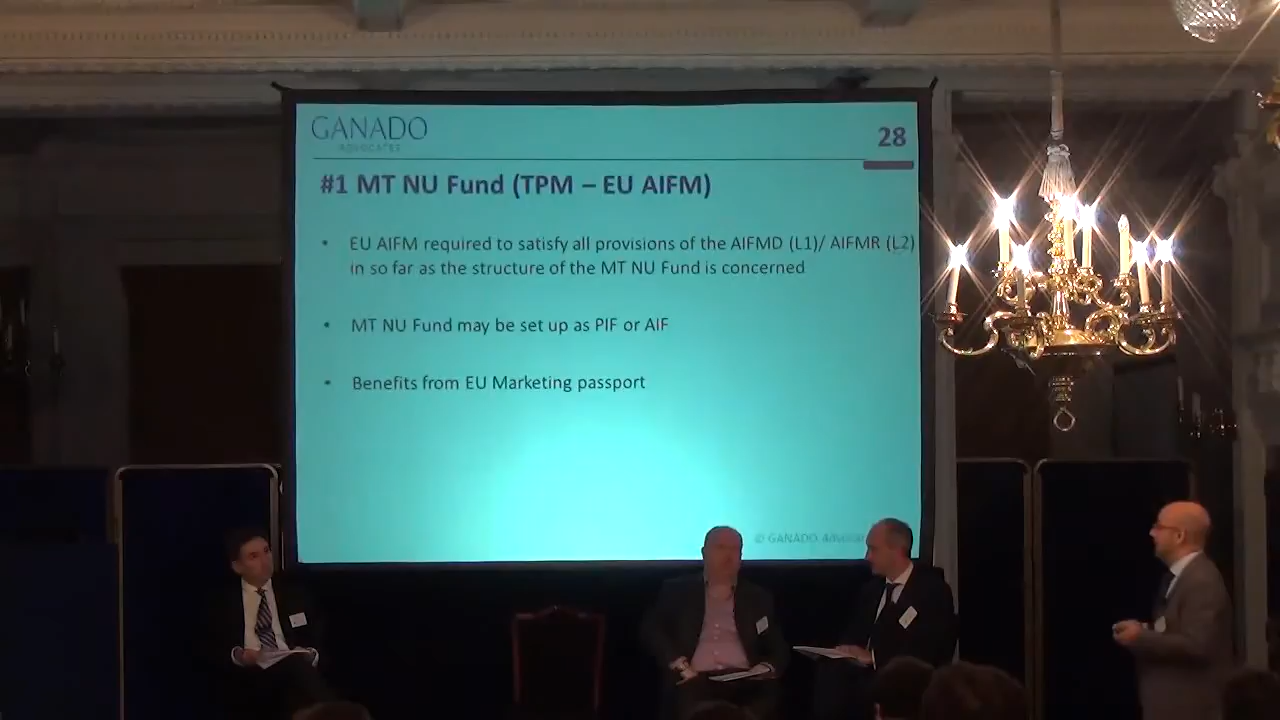 GANADO
ADVOCATES
28
#1 MT NU Fund (TPM – EU AIFM)
• EU AIFM required to satisfy all provisions of the AIFMD (L1)/ AIFMR (L2)
in so far as the structure of the MT NU Fund is concerned
• MT NU Fund may be set up as PIF or AIF
• Benefits from EU Marketing passport
© GANADO